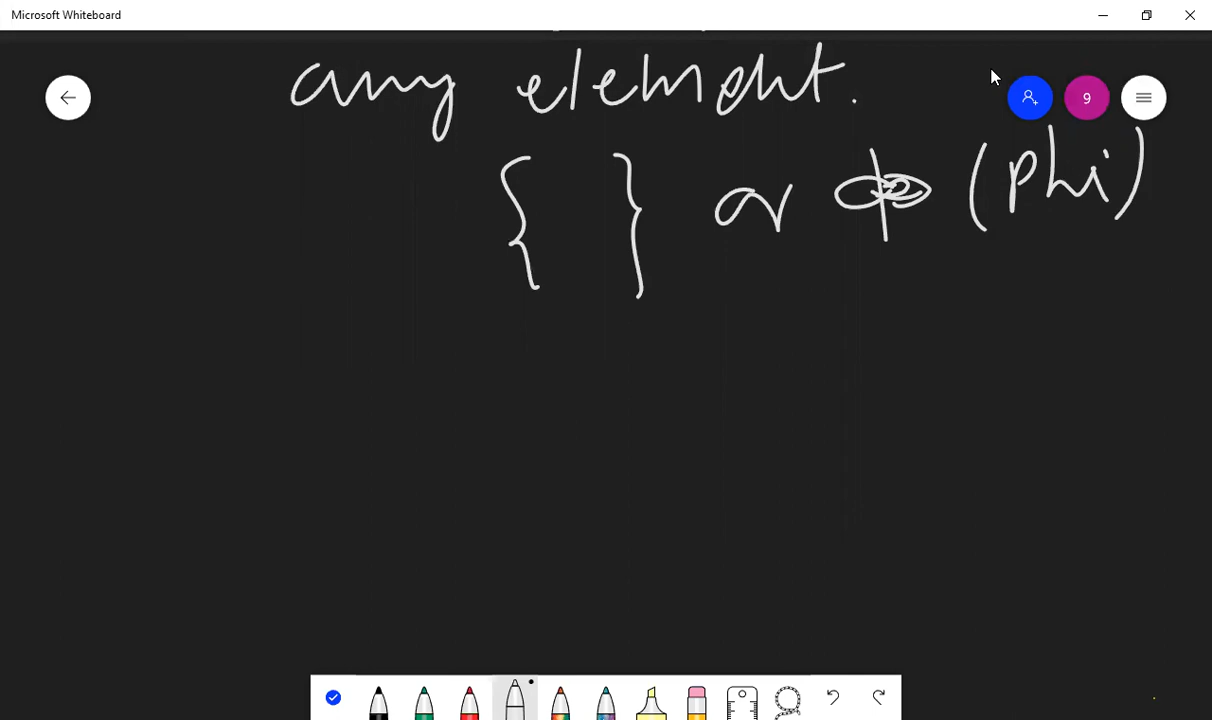 Microsoft Whiteboard
any element.
9
{ } or ϕ (Phi)